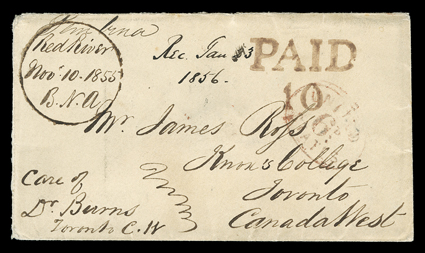 Pembina
Red River
Nov. 10. 1855
B. N. A
Rec. Jan 3
1856.
PAID
10
Mr. James Ross
Knox's College
Toronto
Canada West
Care of
Dr. Burns
Toronto C. W